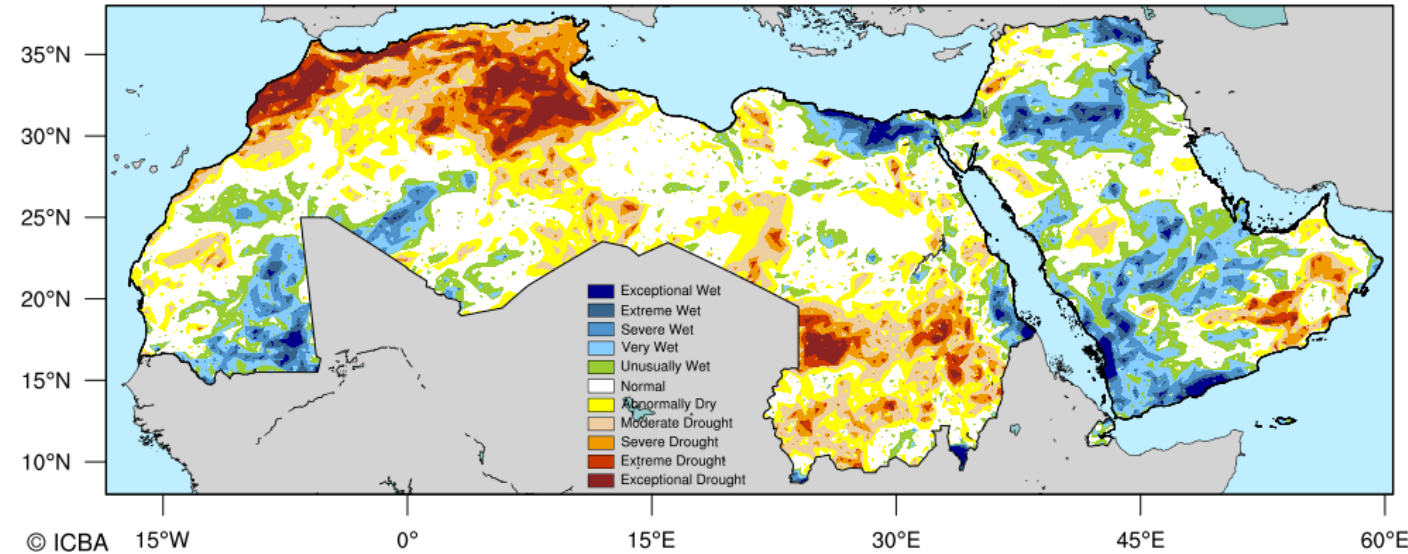 35°N
30°N
25°N
20°N
15°N
10°N
Exceptional Wet
Extreme Wet
Severe Wet
Very Wet
Unusually Wet
Normal
Abnormally Dry
Moderate Drought
Severe Drought
Extreme Drought
Exceptional Drought
© ICBA 15°W 0° 15°E 30°E 45°E 60°E